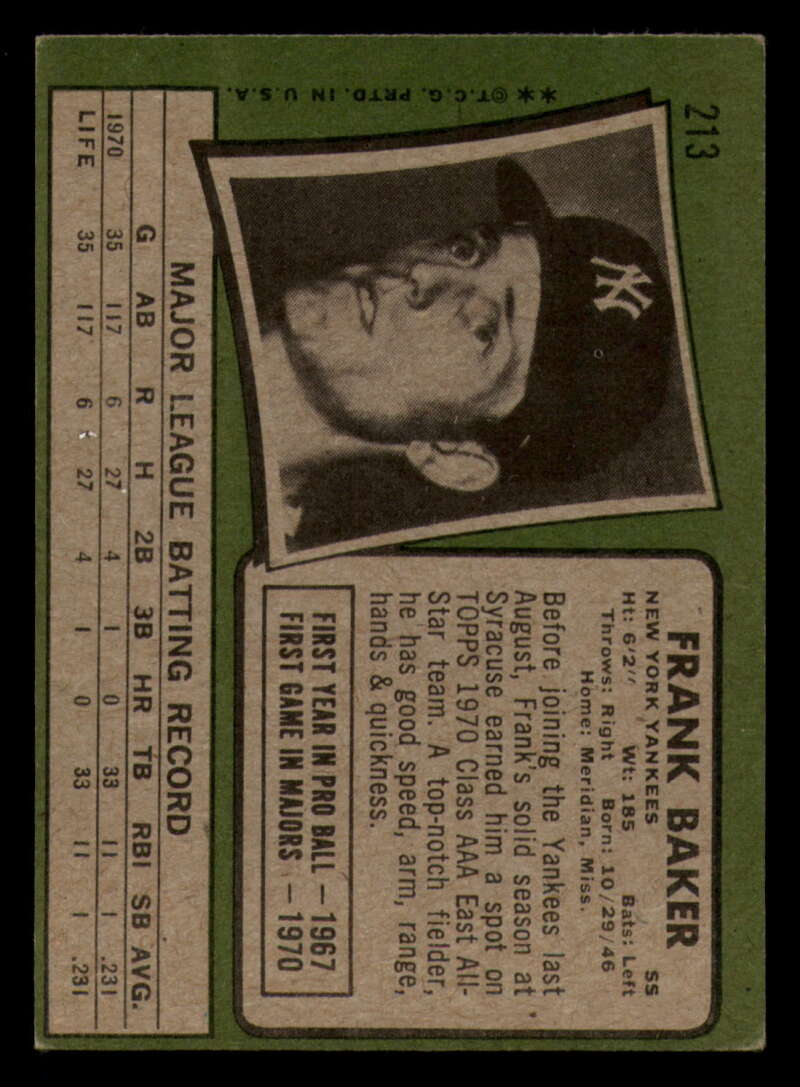 213
NY
**©T.C.G. PRTD. IN U.S.A.
FRANK BAKER
NEW YORK YANKEES SS
Ht: 6'2" Wt: 185 Bats: Left
Throws: Right Born: 10/29/46
Home: Meridian, Miss.
Before joining the Yankees last
August, Frank's solid season at
Syracuse earned him a spot on
TOPPS 1970 Class AAA East All-
Star team. A top-notch fielder,
he has good speed, arm, range,
hands & quickness.
FIRST YEAR IN PRO BALL — 1967
FIRST GAME IN MAJORS — 1970
MAJOR LEAGUE BATTING RECORD
G AB R H 2B 3B HR TB RBI SB AVG.
1970 35 117 6 27 4 1 0 33 11 1 .231
LIFE 35 117 6 27 4 1 0 33 11 1 .231